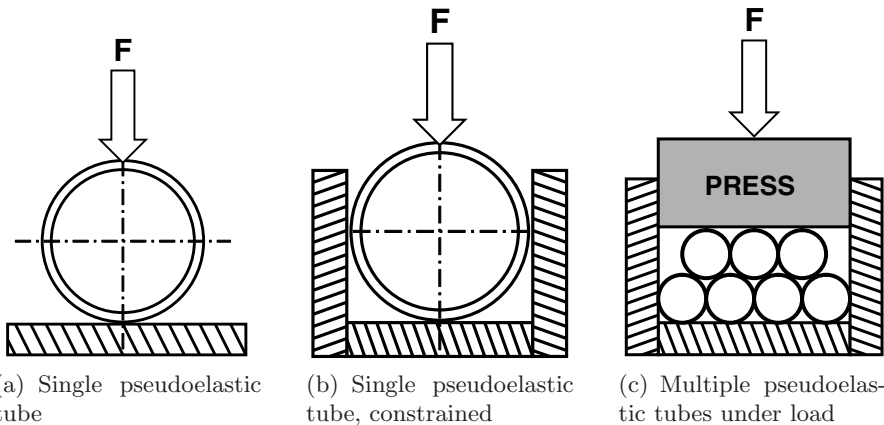 F
F
F
PRESS
(a) Single pseudoelastic
tube
(b) Single pseudoelastic
tube, constrained
(c) Multiple pseudoelas-
tic tubes under load